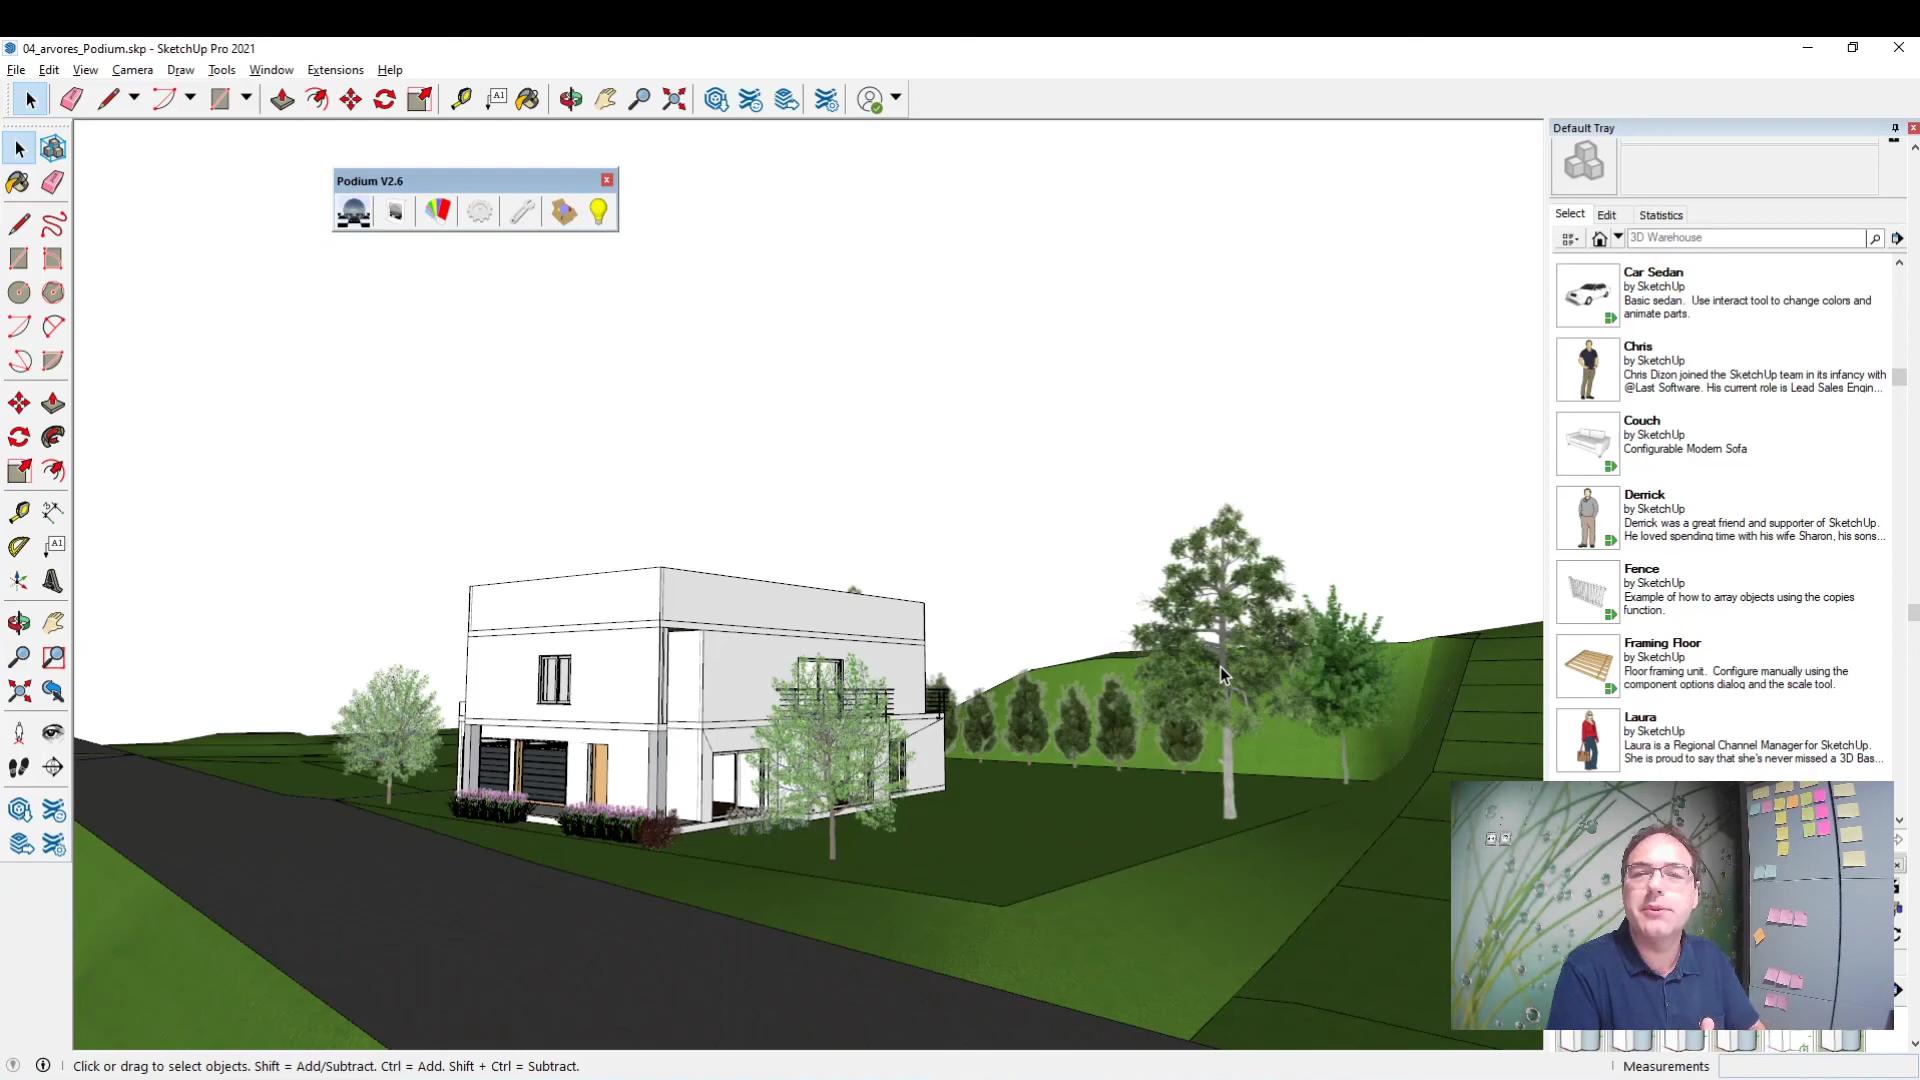 04_arvores_Podium.skp - SketchUp Pro 2021
File Edit View Camera Draw Tools Window Extensions Help
A1
Default Tray
Podium V2.6
Select Edit Statistics
3D Warehouse
Car Sedan
by SketchUp
Basic sedan. Use interact tool to change colors and
animate parts.
Chris
by SketchUp
Chris Dizon joined the SketchUp team in its infancy with
@Last Software. His current role is Lead Sales Engin...
Couch
by SketchUp
Configurable Modern Sofa
Derrick
by SketchUp
Derrick was a great friend and supporter of SketchUp.
He loved spending time with his wife Sharon, his sons...
Fence
by SketchUp
Example of how to array objects using the copies
function.
A1
Framing Floor
by SketchUp
Floor framing unit. Configure manually using the
component options dialog and the scale tool.
Laura
by SketchUp
Laura is a Regional Channel Manager for SketchUp.
She is proud to say that she's never missed a 3D Bas...
Click or drag to select objects. Shift = Add/Subtract. Ctrl = Add. Shift + Ctrl = Subtract.
Measurements